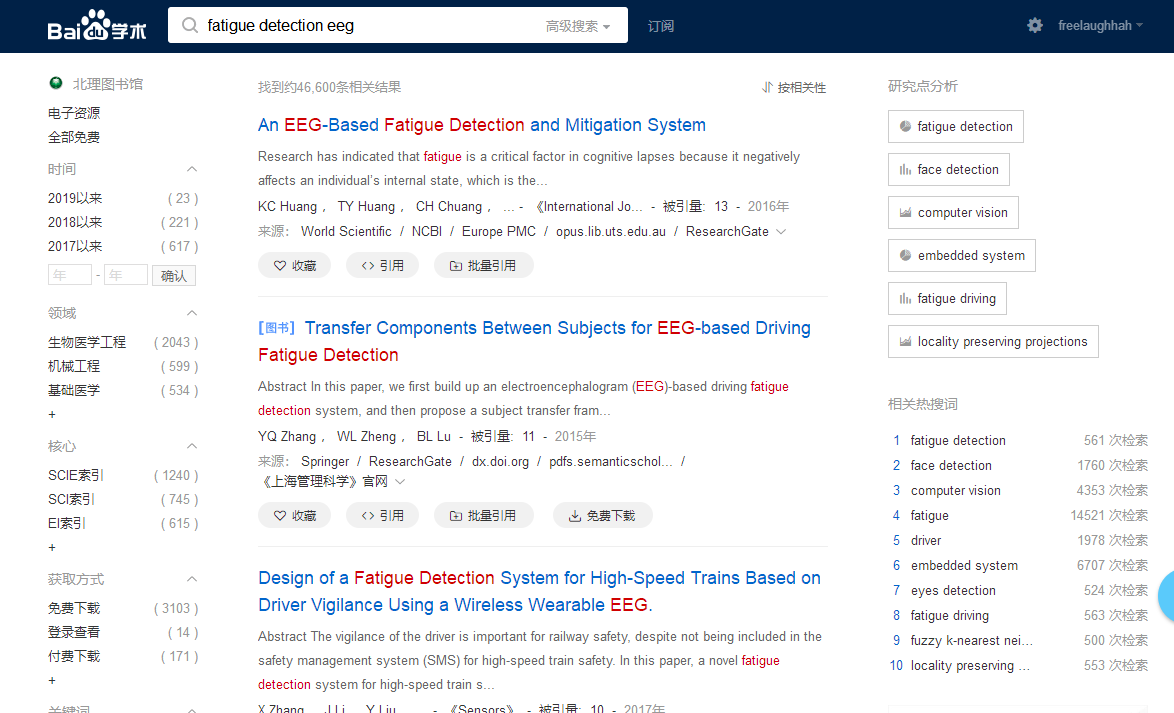 Bai du 学术
fatigue detection eeg
高级搜索
订阅
freelaughhah
北理图书馆
电子资源
全部免费
时间
2019以来 ( 23 )
2018以来 ( 221 )
2017以来 ( 617 )
年 - 年 确认
领域
生物医学工程 ( 2043 )
机械工程 ( 599 )
基础医学 ( 534 )
+
核心
SCIE索引 ( 1240 )
SCI索引 ( 745 )
EI索引 ( 615 )
+
获取方式
免费下载 ( 3103 )
登录查看 ( 14 )
付费下载 ( 171 )
+
关键词
找到约46,600条相关结果
按相关性
An EEG-Based Fatigue Detection and Mitigation System
Research has indicated that fatigue is a critical factor in cognitive lapses because it negatively
affects an individual's internal state, which is the...
KC Huang , TY Huang , CH Chuang , ... - 《International Jo... - 被引量: 13 - 2016年
来源: World Scientific / NCBI / Europe PMC / opus.lib.uts.edu.au / ResearchGate
收藏 <> 引用 批量引用
[图书] Transfer Components Between Subjects for EEG-based Driving
Fatigue Detection
Abstract In this paper, we first build up an electroencephalogram (EEG)-based driving fatigue
detection system, and then propose a subject transfer fram...
YQ Zhang , WL Zheng , BL Lu - 被引量: 11 - 2015年
来源: Springer / ResearchGate / dx.doi.org / pdfs.semanticschol... /
《上海管理科学》官网
收藏 <> 引用 批量引用 免费下载
Design of a Fatigue Detection System for High-Speed Trains Based on
Driver Vigilance Using a Wireless Wearable EEG.
Abstract The vigilance of the driver is important for railway safety, despite not being included in the
safety management system (SMS) for high-speed train safety. In this paper, a novel fatigue
detection system for high-speed train s...
X Zhang , J Li , Y Liu , ... - 《Sensors》 - 被引量: 10 - 2017年
研究点分析
fatigue detection
face detection
computer vision
embedded system
fatigue driving
locality preserving projections
相关热搜词
1 fatigue detection 561 次检索
2 face detection 1760 次检索
3 computer vision 4353 次检索
4 fatigue 14521 次检索
5 driver 1978 次检索
6 embedded system 6707 次检索
7 eyes detection 524 次检索
8 fatigue driving 563 次检索
9 fuzzy k-nearest nei... 500 次检索
10 locality preserving ... 553 次检索